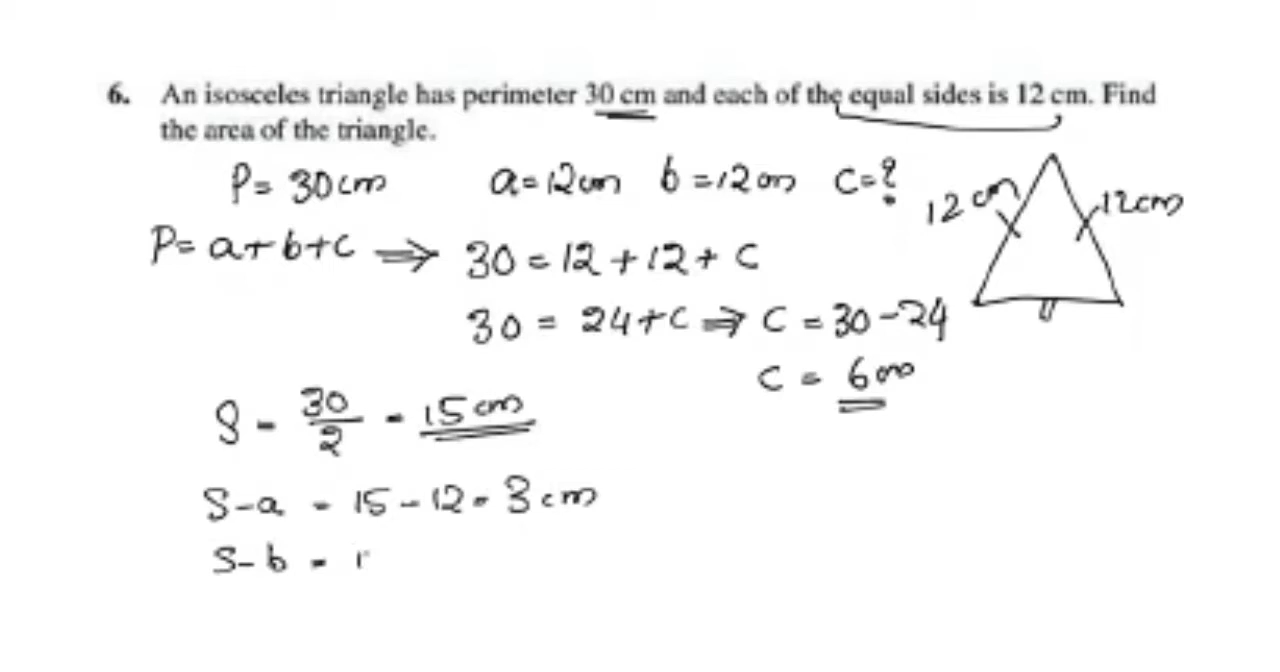 6. An isosceles triangle has perimeter 30 cm and each of the equal sides is 12 cm. Find
the area of the triangle.
P= 30cm a=12cm b=12cm c=?
12cm 12cm
P= a+b+c ⇒ 30=12+12+c
30 = 24+c ⇒ c = 30-24
c = 6cm
S = 30/2 = 15cm
S-a = 15-12=3cm
S-b = 1